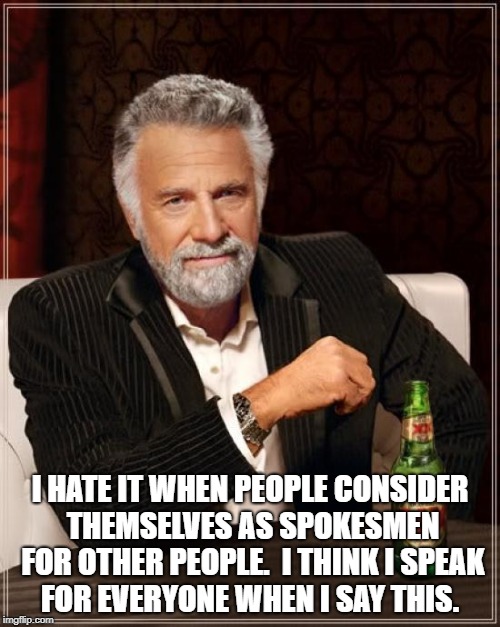 XX
I HATE IT WHEN PEOPLE CONSIDER
THEMSELVES AS SPOKESMEN
FOR OTHER PEOPLE. I THINK I SPEAK
FOR EVERYONE WHEN I SAY THIS.
imgflip.com